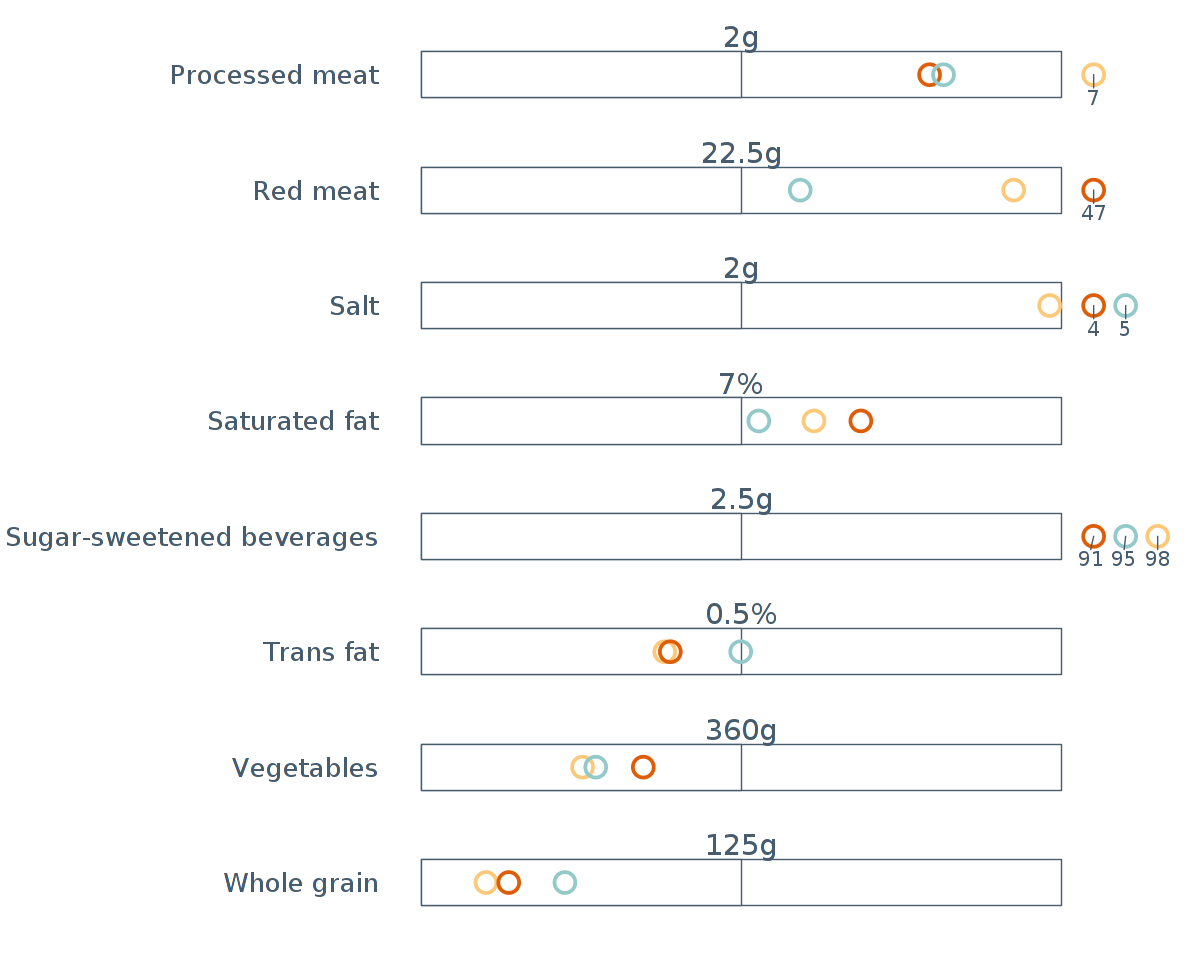 2g
Processed meat
7
22.5g
Red meat
47
2g
Salt
4 5
7%
Saturated fat
2.5g
Sugar-sweetened beverages
91 95 98
0.5%
Trans fat
360g
Vegetables
125g
Whole grain